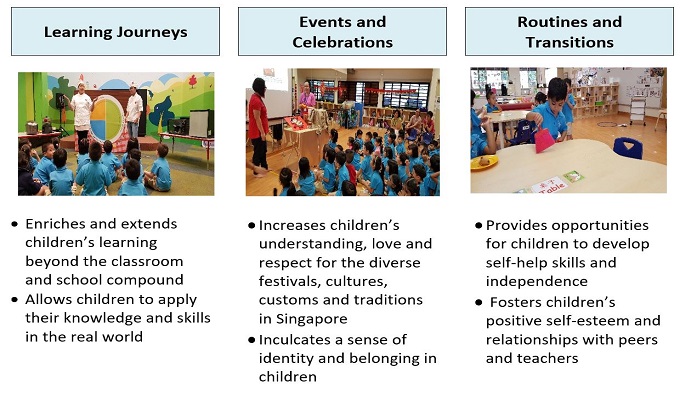 Learning Journeys
Events and
Celebrations
Routines and
Transitions
Table
• Enriches and extends
children's learning
beyond the classroom
and school compound
• Allows children to apply
their knowledge and skills
in the real world
• Increases children's
understanding, love and
respect for the diverse
festivals, cultures,
customs and traditions
in Singapore
• Inculcates a sense of
identity and belonging in
children
• Provides opportunities
for children to develop
self-help skills and
independence
• Fosters children's
positive self-esteem and
relationships with peers
and teachers